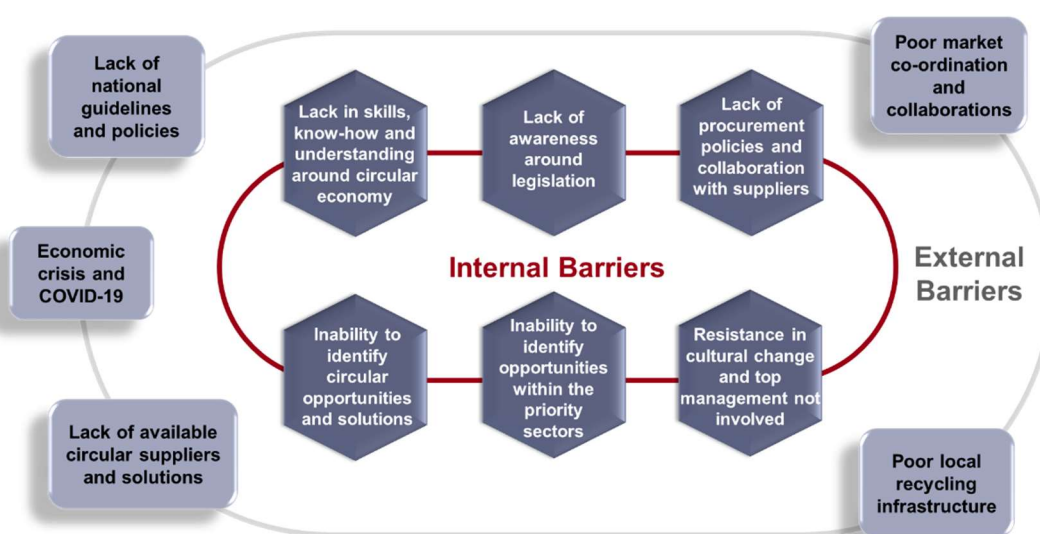 Lack of
national
guidelines
and policies
Poor market
co-ordination
and
collaborations
Lack in skills,
know-how and
understanding
around circular
economy
Lack of
awareness
around
legislation
Lack of
procurement
policies and
collaboration
with suppliers
Economic
crisis and
COVID-19
Internal Barriers
External
Barriers
Inability to
identify
circular
opportunities
and solutions
Inability to
identify
opportunities
within the
priority
sectors
Resistance in
cultural change
and top
management not
involved
Lack of available
circular suppliers
and solutions
Poor local
recycling
infrastructure